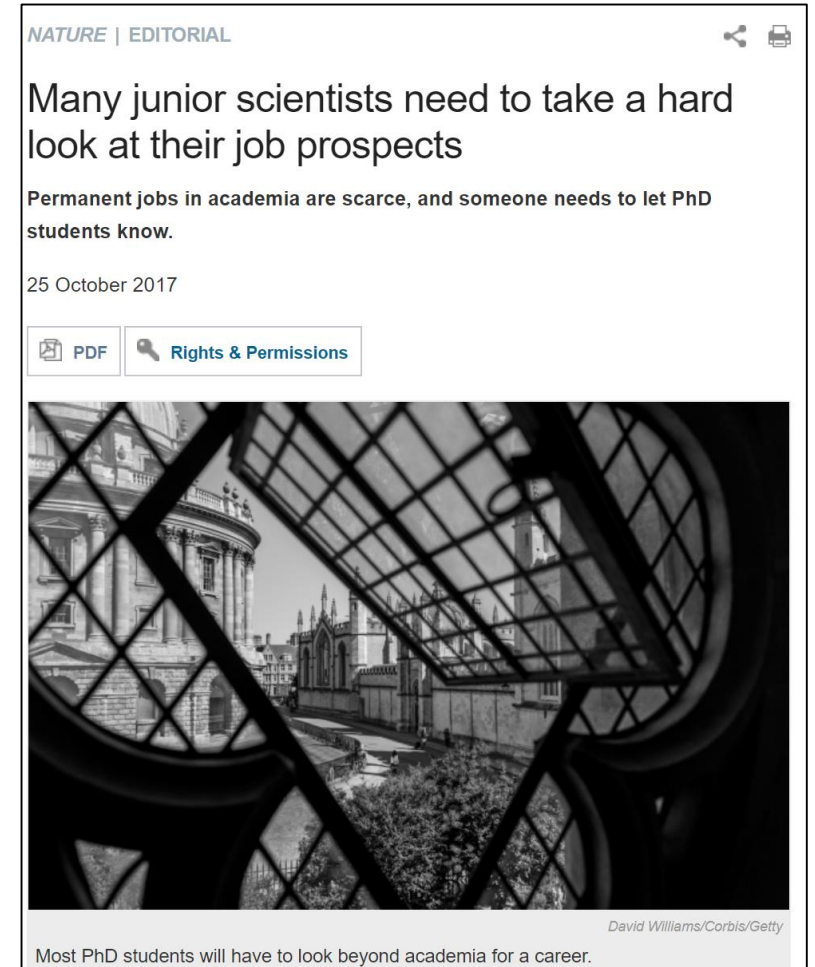 NATURE | EDITORIAL
Many junior scientists need to take a hard
look at their job prospects
Permanent jobs in academia are scarce, and someone needs to let PhD
students know.
25 October 2017
PDF
Rights & Permissions
David Williams/Corbis/Getty
Most PhD students will have to look beyond academia for a career.